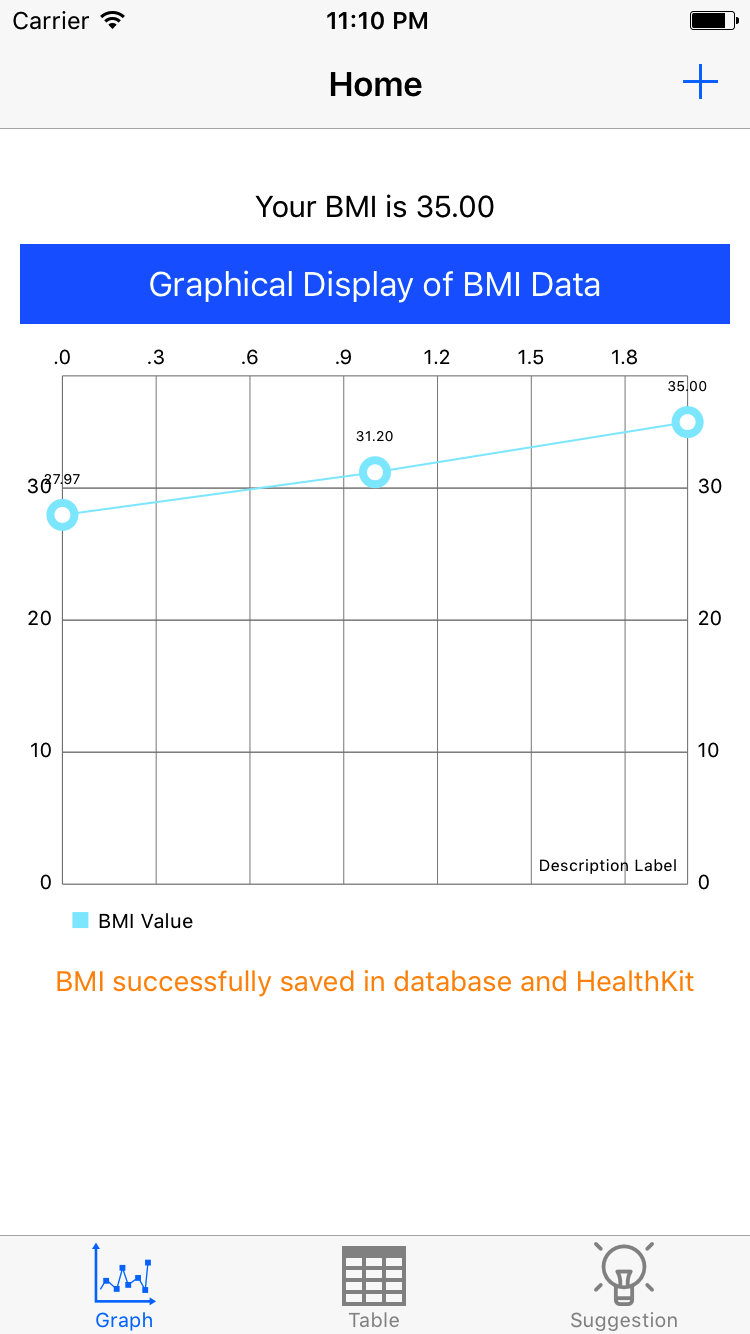 Carrier 11:10 PM
Home
Your BMI is 35.00
Graphical Display of BMI Data
.0 .3 .6 .9 1.2 1.5 1.8
35.00
31.20
27.97
30 30
20 20
10 10
Description Label
0 0
BMI Value
BMI successfully saved in database and HealthKit
Graph Table Suggestion